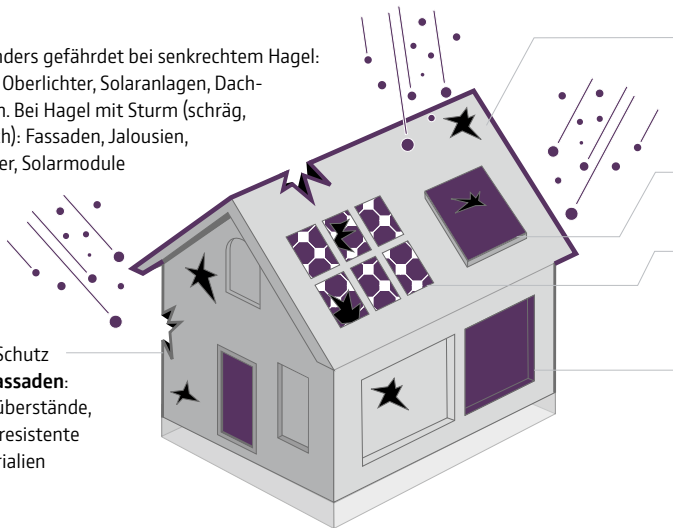 nders gefährdet bei senkrechtem Hagel:
Oberlichter, Solaranlagen, Dach-
n. Bei Hagel mit Sturm (schräg,
h): Fassaden, Jalousien,
er, Solarmodule
Schutz
assaden:
überstände,
resistente
rialien